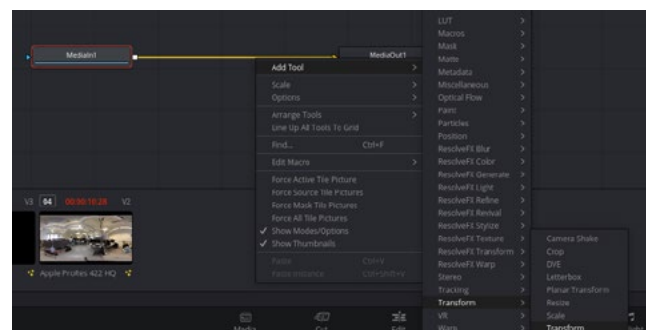 MediaIn1
MediaOut1
Add Tool
Scale
Options
Arrange Tools
Line Up All Tools To Grid
Find... Ctrl+F
Edit Macro
Force Active Tile Picture
Force Source Tile Pictures
Force Mask Tile Pictures
Force All Tile Pictures
Show Modes/Options
Show Thumbnails
Paste Ctrl+V
Paste Instance Ctrl+Shift+V
LUT
Macros
Mask
Matte
Metadata
Miscellaneous
Optical Flow
Paint
Particles
Position
ResolveFX Blur
ResolveFX Color
ResolveFX Generate
ResolveFX Light
ResolveFX Refine
ResolveFX Revival
ResolveFX Stylize
ResolveFX Texture
ResolveFX Transform
ResolveFX Warp
Stereo
Tracking
Transform
VR
Warp
Camera Shake
Crop
DVE
Letterbox
Planar Transform
Resize
Scale
Transform
V3 64 00:00:10:28 V2
Apple ProRes 422 HQ
Media Cut Edit